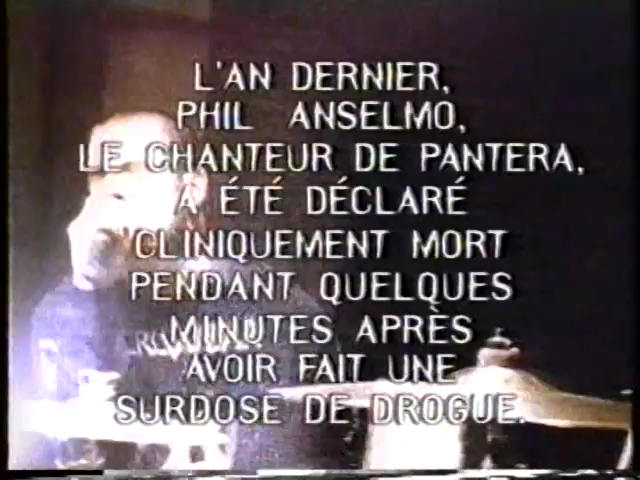 L'AN DERNIER,
PHIL ANSELMO,
LE CHANTEUR DE PANTERA,
A ÉTÉ DÉCLARÉ
CLINIQUEMENT MORT
PENDANT QUELQUES
MINUTES APRÈS
AVOIR FAIT UNE
SURDOSE DE DROGUE.